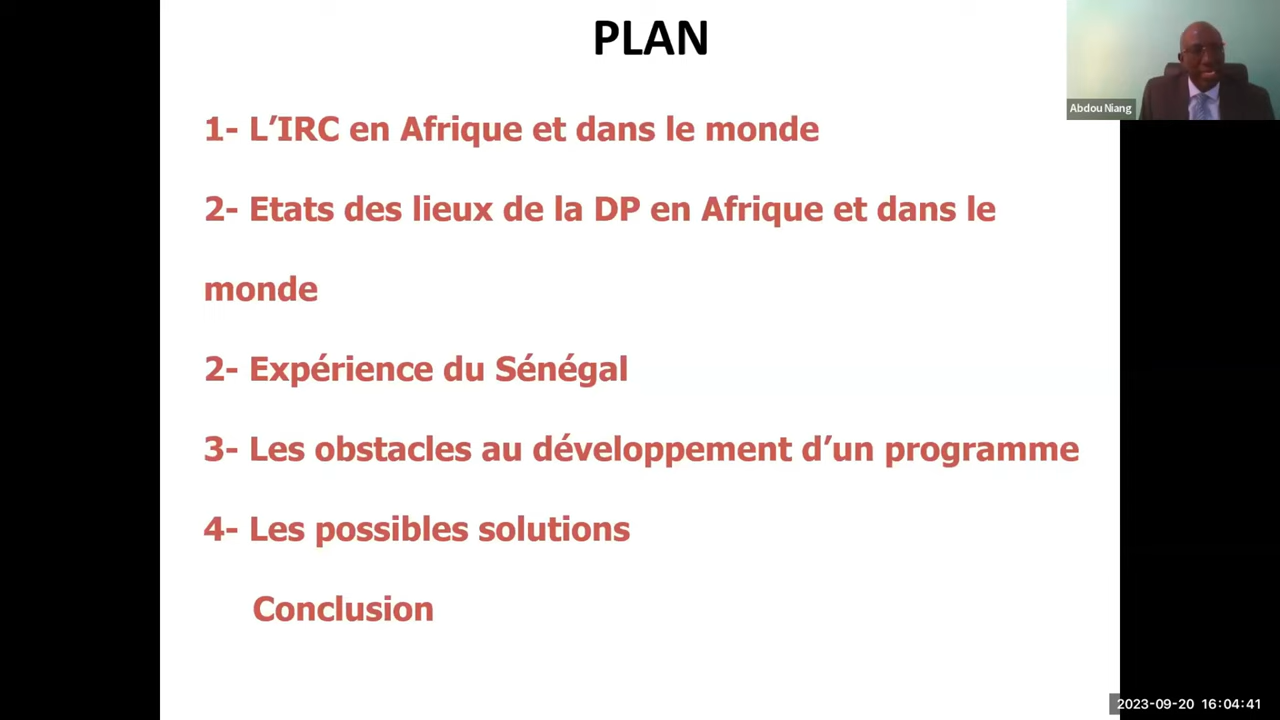 PLAN
Abdou Niang
1- L’IRC en Afrique et dans le monde
2- Etats des lieux de la DP en Afrique et dans le
monde
2- Expérience du Sénégal
3- Les obstacles au développement d’un programme
4- Les possibles solutions
Conclusion
2023-09-20 16:04:41